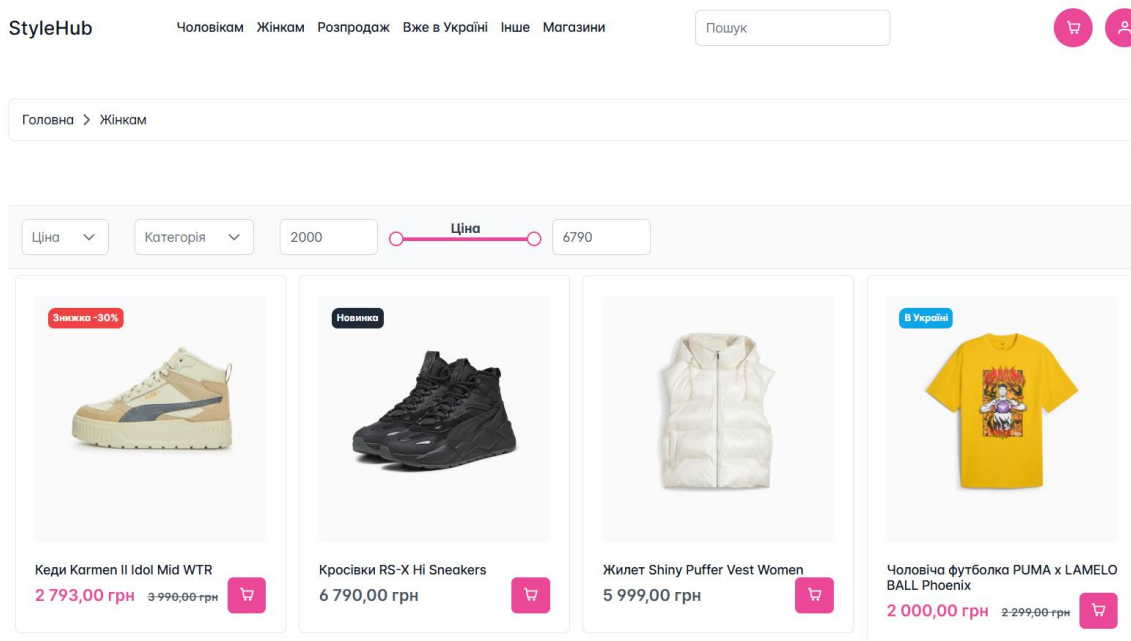 StyleHub
Чоловікам Жінкам Розпродаж Вже в Україні Інше Магазини
Пошук
Головна > Жінкам
Ціна
Категорія
2000
Ціна
6790
Знижка -30%
Кеди Karmen II Idol Mid WTR
2 793,00 грн 3 990,00 грн
Новинка
Кросівки RS-X Hi Sneakers
6 790,00 грн
Жилет Shiny Puffer Vest Women
5 999,00 грн
В Україні
Чоловіча футболка PUMA x LAMELO
BALL Phoenix
2 000,00 грн 2 299,00 грн